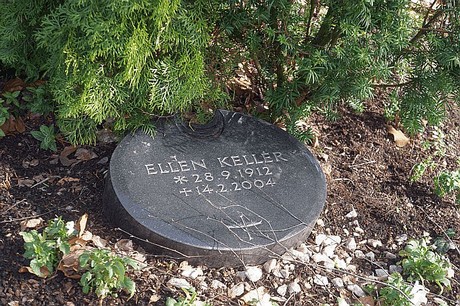 ELLEN KELLER
* 28.9.1912
+ 14.2.2004